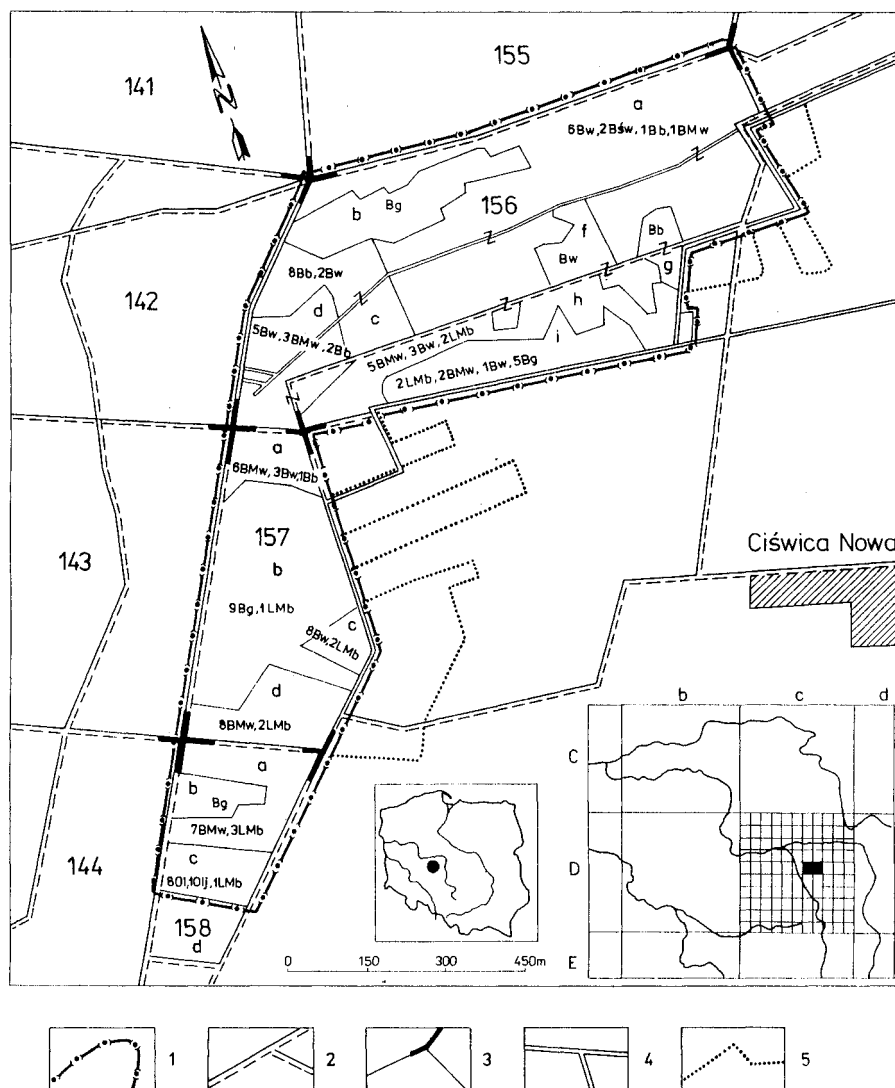 155
141
N
a
6Bw, 2Bśw, 1Bb, 1BMw
b
Bg
156
f
Bw
Bb
g
8Bb, 2Bw
142
d
c
h
5Bw, 3BMw, 2Bb
5BMw, 3Bw, 2LMb
i
2LMb, 2BMw, 1Bw, 5Bg
a
6BMw, 3Bw, 1Bb
157
143
b
Ciświca Nowa
9Bg, 1LMb
c
8Bw, 2LMb
d
8BMw, 2LMb
b c d
C
D
E
a
b
Bg
7BMw, 3LMb
144
c
8Ol, 1OlJ, 1LMb
158
d
0 150 300 450m
1 2 3 4 5